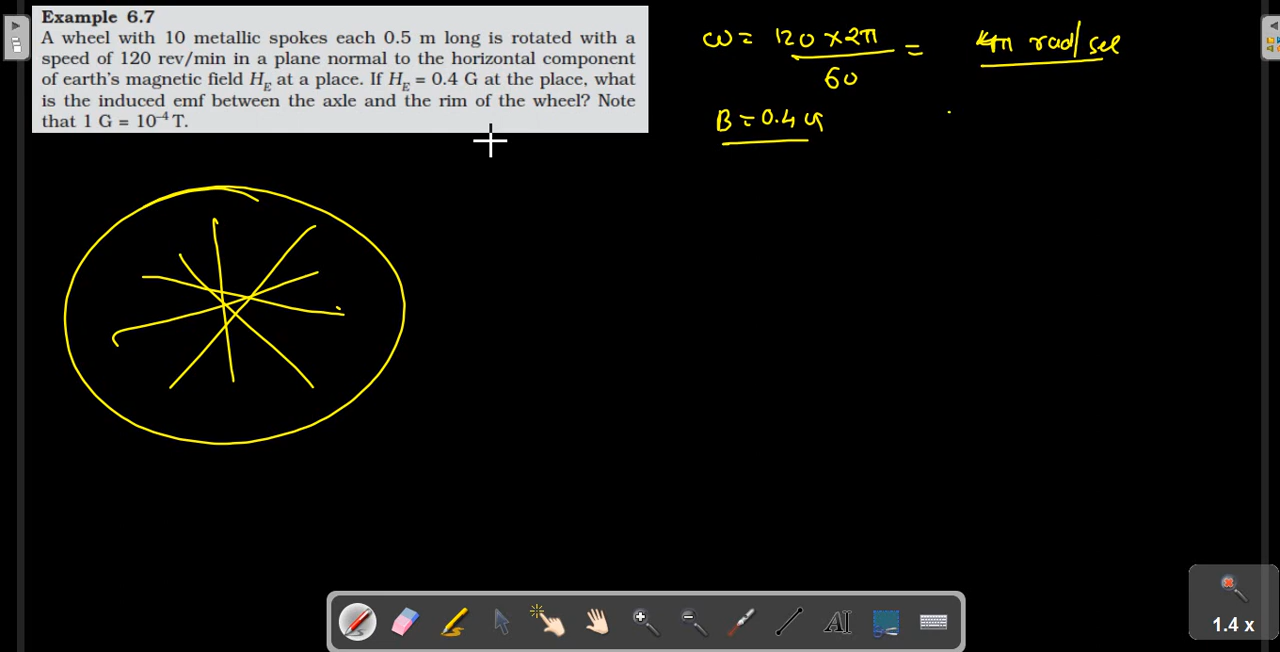 Example 6.7
A wheel with 10 metallic spokes each 0.5 m long is rotated with a
speed of 120 rev/min in a plane normal to the horizontal component
of earth's magnetic field H_E at a place. If H_E = 0.4 G at the place, what
is the induced emf between the axle and the rim of the wheel? Note
that 1 G = 10⁻⁴ T.
ω = 120 × 2π / 60 = 4π rad/sec
B = 0.4 G
AI
1.4 x